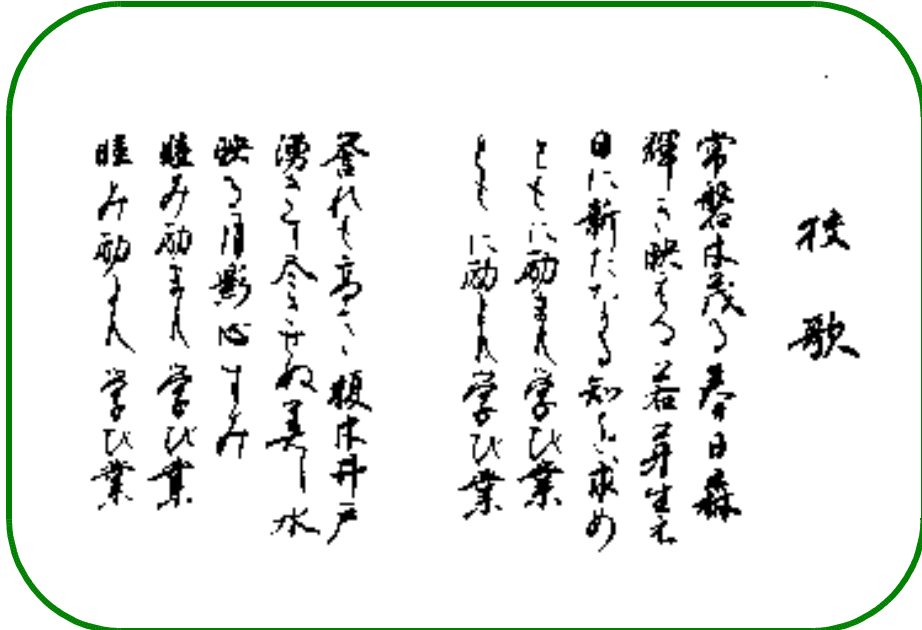 校歌
常磐木茂る春日森
輝き映える若芽生え
日に新たなる知を求め
ともに励まん学び業
ともに励まん学び業
誉れも高き榎木井戸
湧きて尽きせぬ美し水
映る月影心すみ
睦み励まん学び業
睦み励まん学び業